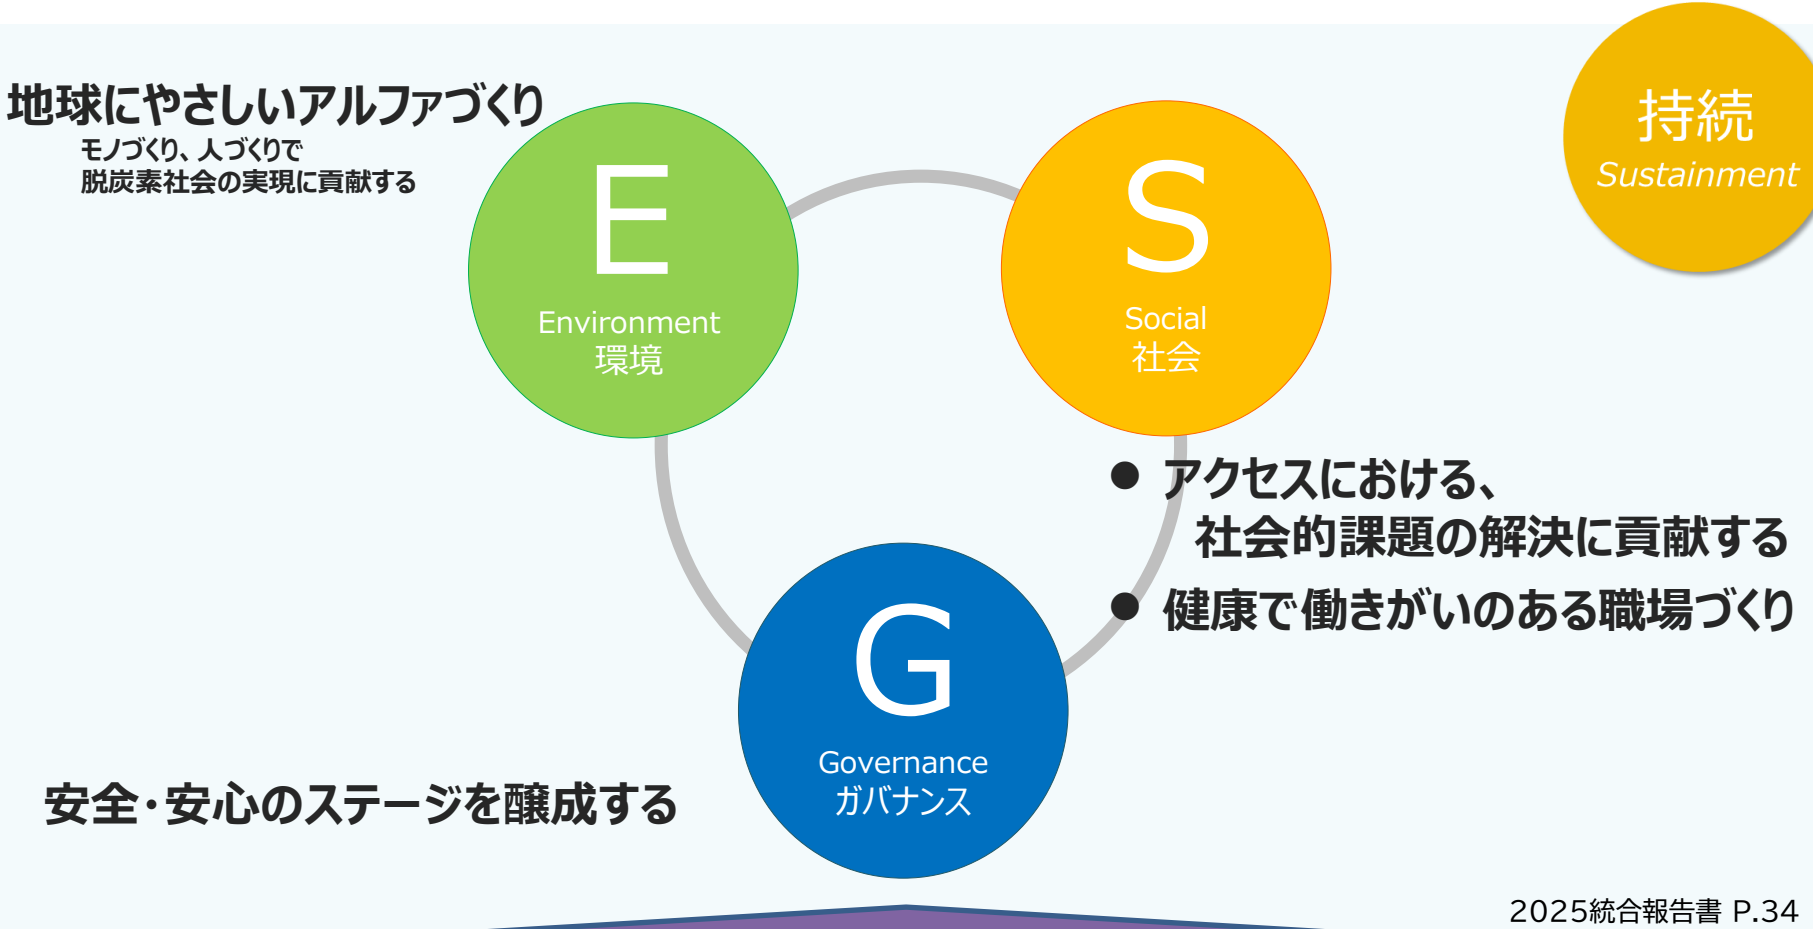 地球にやさしいアルファづくり
モノづくり、人づくりで
脱炭素社会の実現に貢献する
E
Environment
環境
S
Social
社会
持続
Sustainment
● アクセスにおける、
社会的課題の解決に貢献する
● 健康で働きがいのある職場づくり
G
Governance
ガバナンス
安全・安心のステージを醸成する
2025統合報告書 P.34